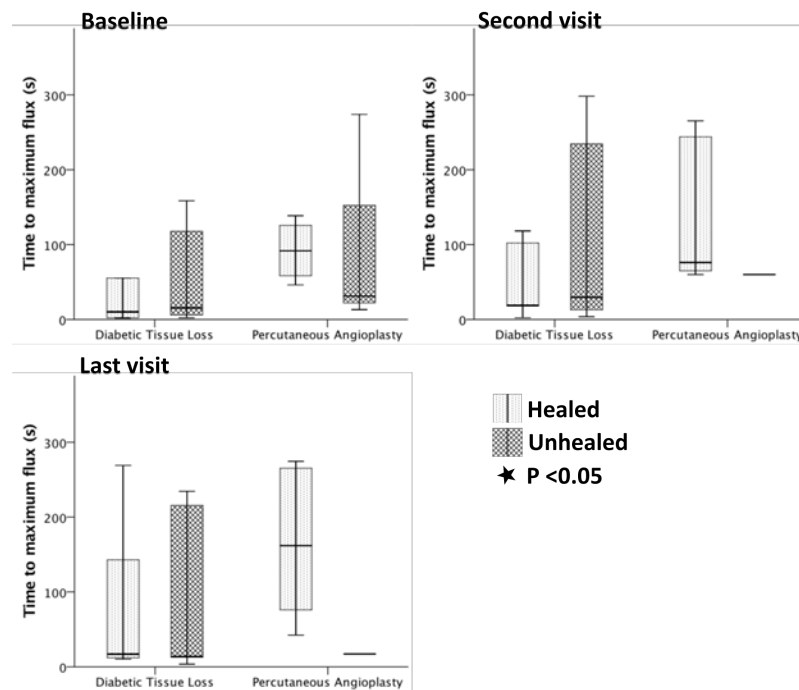 Baseline
Time to maximum flux (s)
300
200
100
0
Diabetic Tissue Loss Percutaneous Angioplasty
Second visit
Time to maximum flux (s)
300
200
100
0
Diabetic Tissue Loss Percutaneous Angioplasty
Last visit
Time to maximum flux (s)
300
200
100
0
Diabetic Tissue Loss Percutaneous Angioplasty
Healed
Unhealed
★ P <0.05